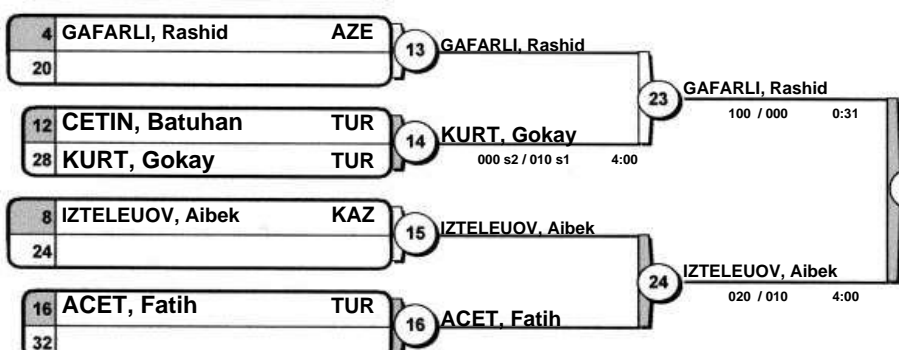 4 GAFARLI, Rashid AZE
20
13 GAFARLI, Rashid
23 GAFARLI, Rashid
100 / 000 0:31
12 CETIN, Batuhan TUR
28 KURT, Gokay TUR
14 KURT, Gokay
000 s2 / 010 s1 4:00
8 IZTELEUOV, Aibek KAZ
24
15 IZTELEUOV, Aibek
24 IZTELEUOV, Aibek
020 / 010 4:00
16 ACET, Fatih TUR
32
16 ACET, Fatih